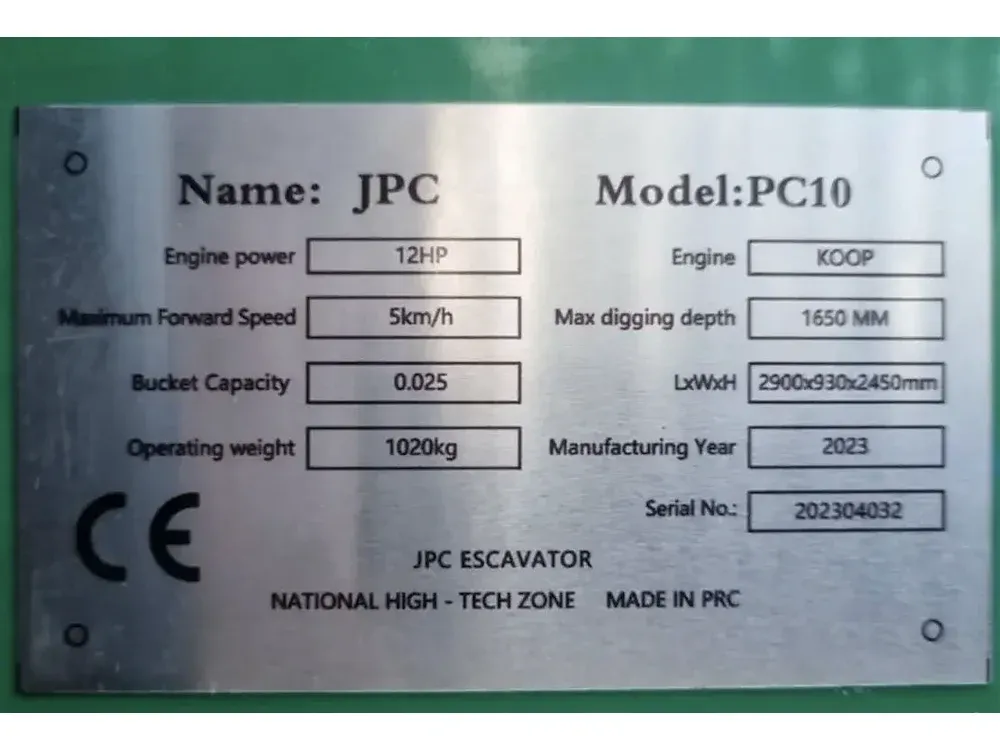 Name: JPC Model:PC10
Engine power 12HP Engine KOOP
Maximum Forward Speed 5km/h Max digging depth 1650 MM
Bucket Capacity 0.025 LxWxH 2900x930x2450mm
Operating weight 1020kg Manufacturing Year 2023
Serial No.: 202304032
CE
JPC ESCAVATOR
NATIONAL HIGH - TECH ZONE MADE IN PRC